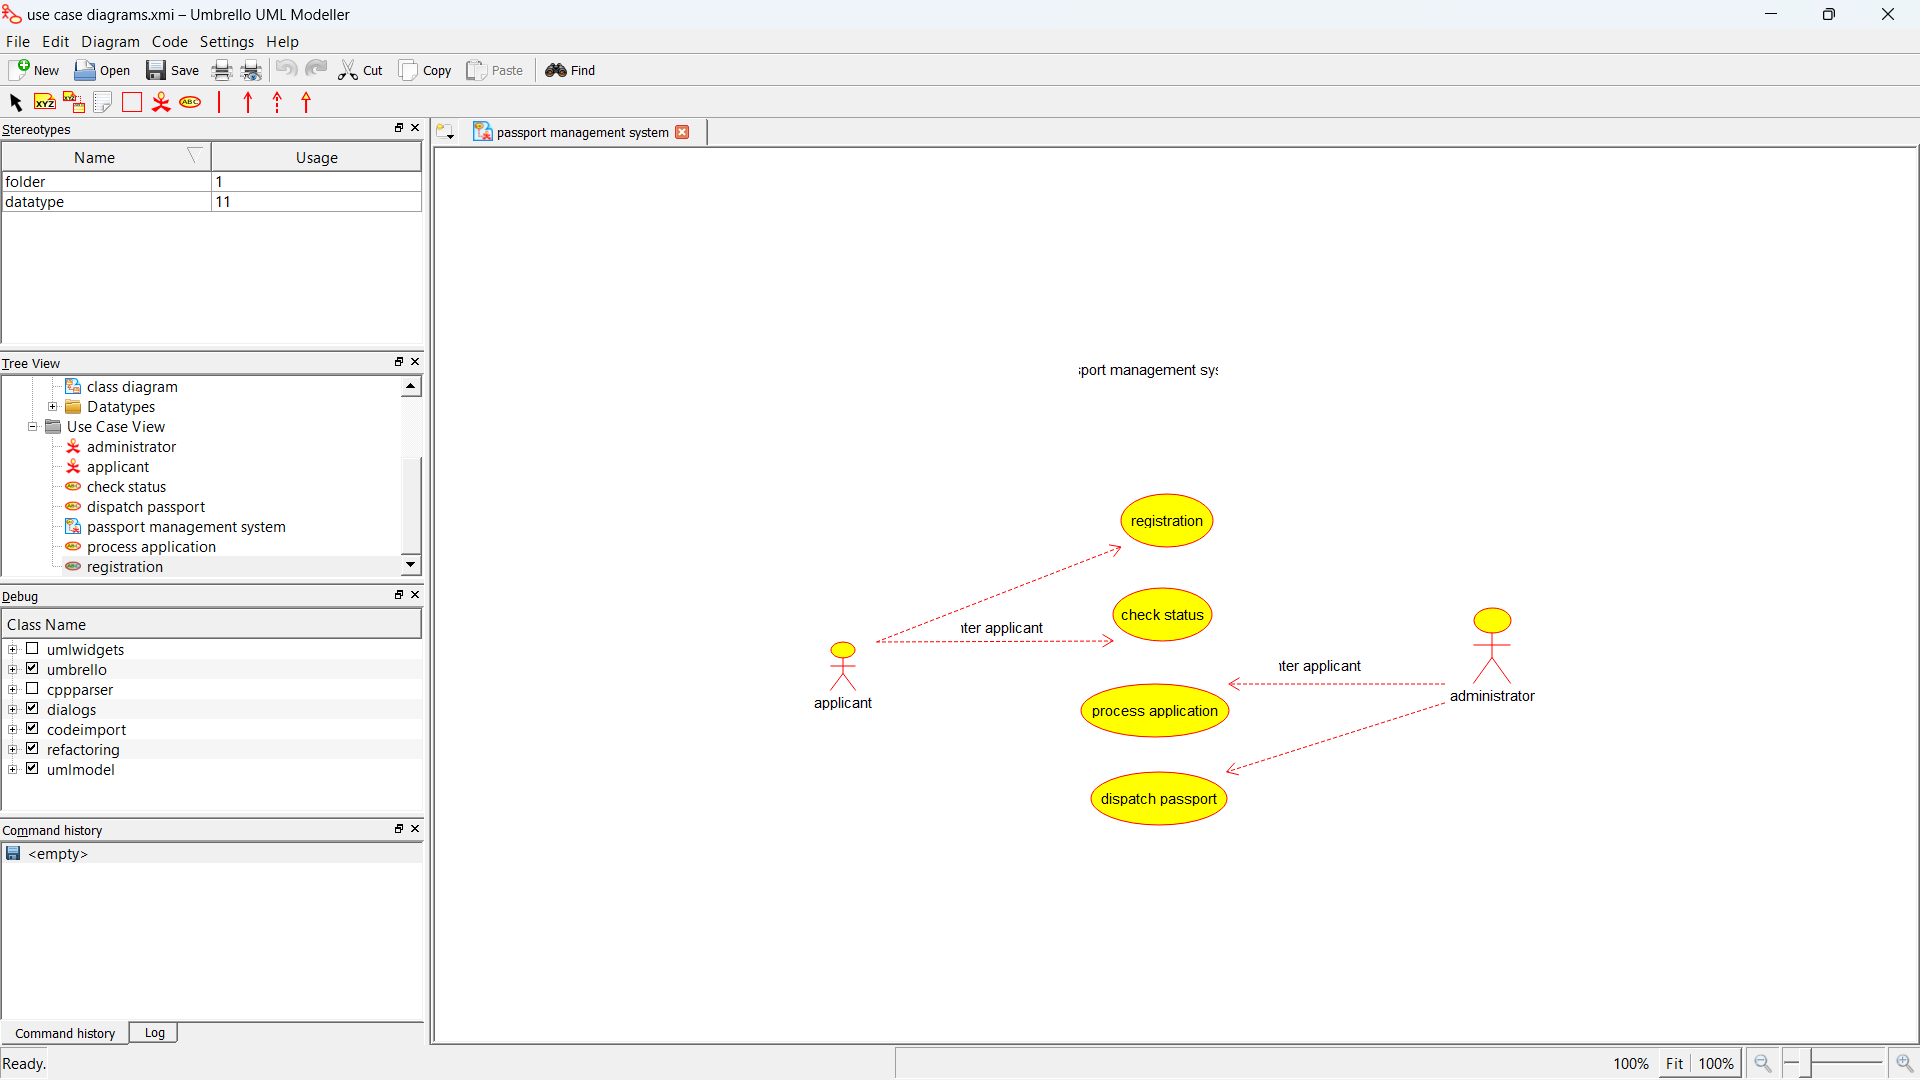 use case diagrams.xmi – Umbrello UML Modeller
File Edit Diagram Code Settings Help
New Open Save Cut Copy Paste Find
Stereotypes
Name Usage
folder 1
datatype 11
Tree View
class diagram
Datatypes
Use Case View
administrator
applicant
check status
dispatch passport
passport management system
process application
registration
Debug
Class Name
umlwidgets
umbrello
cppparser
dialogs
codeimport
refactoring
umlmodel
Command history
<empty>
Command history Log
Ready.
passport management system
port management sys
registration
check status
nter applicant
applicant
nter applicant
administrator
process application
dispatch passport
100% Fit 100%